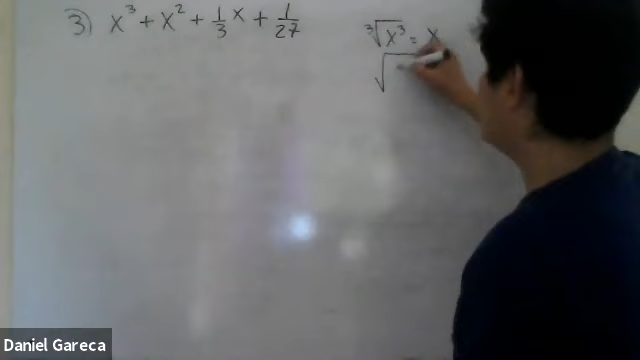 3) x³ + x² + 1/3 x + 1/27
∛x³ = x
√
Daniel Gareca